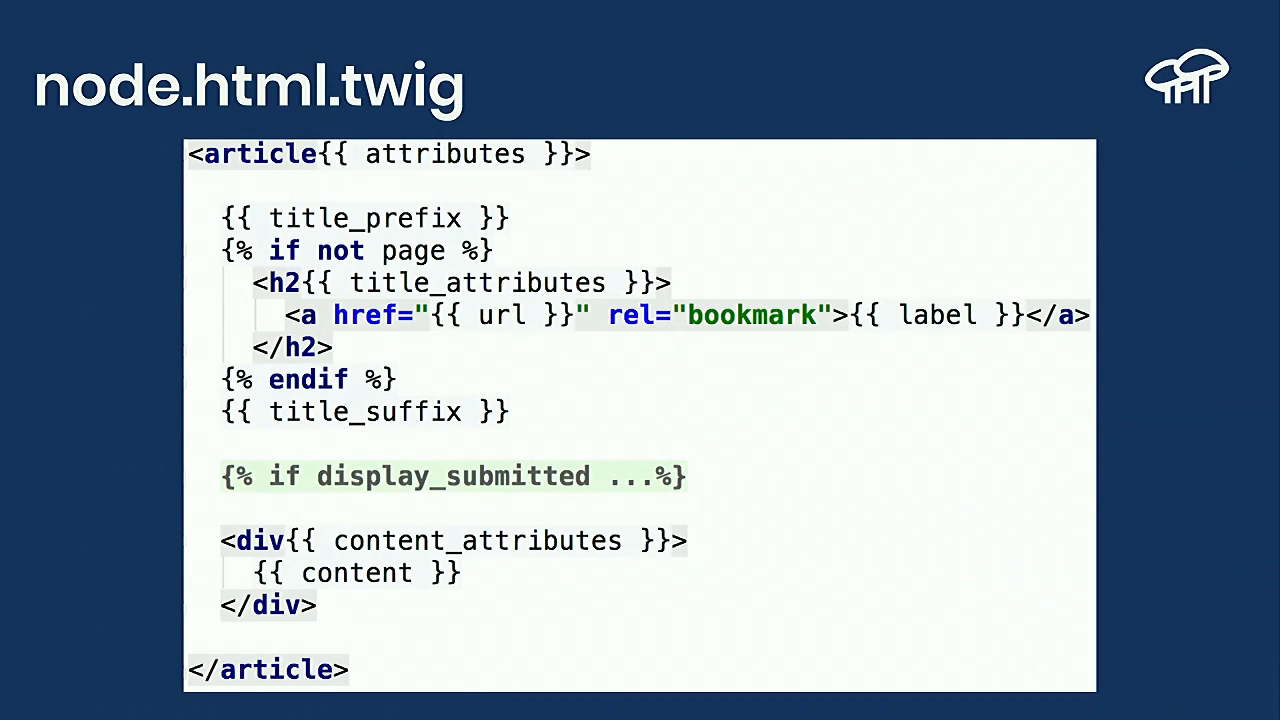 node.html.twig
<article{{ attributes }}>
{{ title_prefix }}
{% if not page %}
<h2{{ title_attributes }}>
<a href="{{ url }}" rel="bookmark">{{ label }}</a>
</h2>
{% endif %}
{{ title_suffix }}
{% if display_submitted ...%}
<div{{ content_attributes }}>
{{ content }}
</div>
</article>